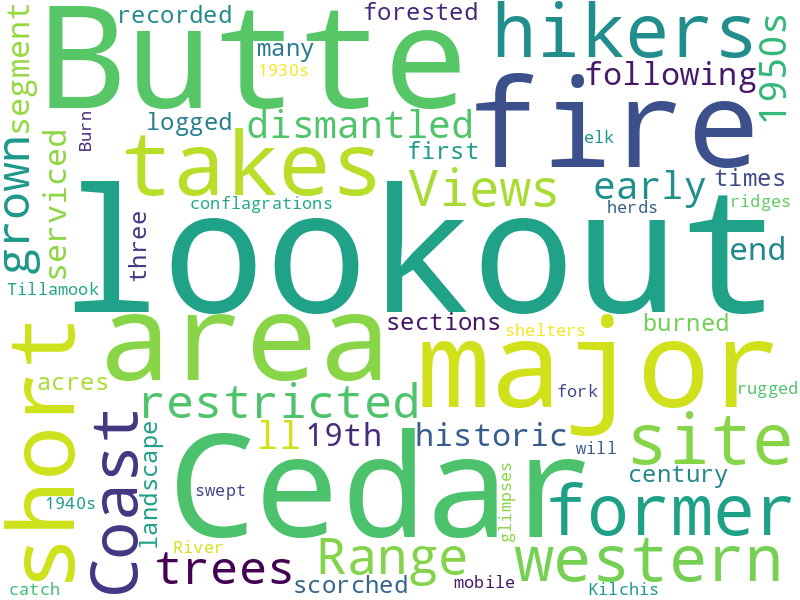 recorded
forested
Butte
hikers
segment
many
1930s
following
1950s
fire
Burn
logged
dismantled
elk
takes
first
grown
serviced
Views
early
times
conflagrations
herds
ridges
lookout
three
end
Tillamook
area
sections
shelters
burned
short
major
acres
restricted
fork
rugged
Coast
landscape
ll
19th
historic
site
will
Cedar
century
1940s
swept
glimpses
former
River
trees
Range
western
catch
scorched
mobile
Kilchis